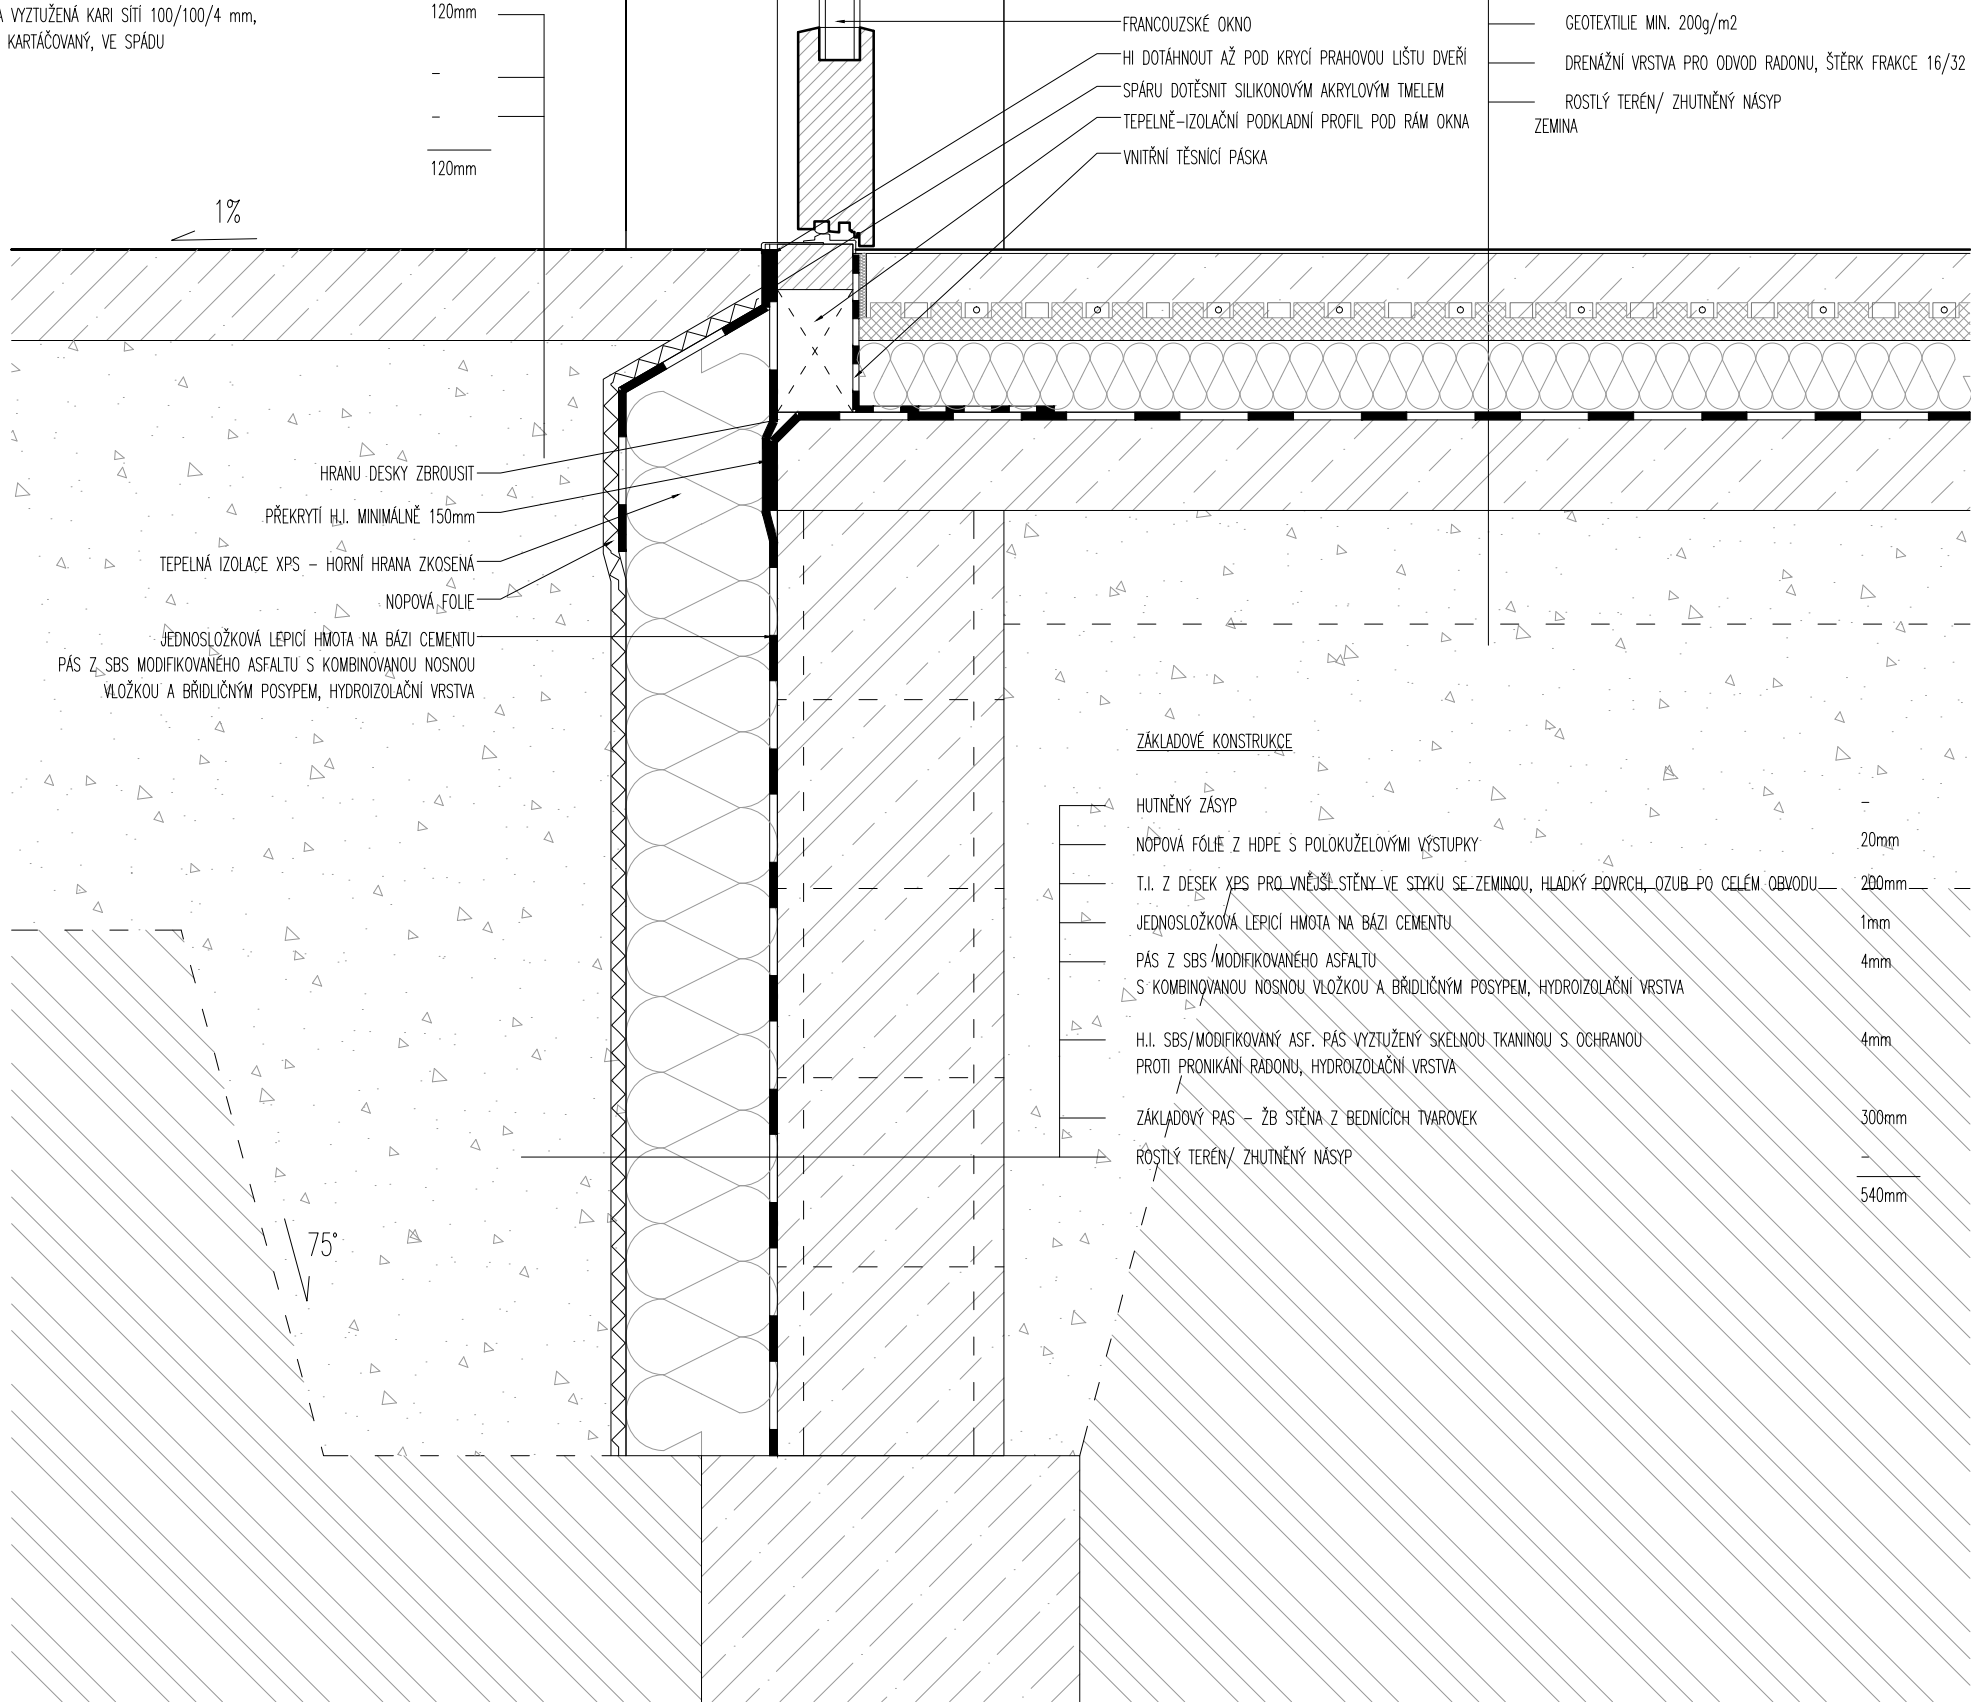 A VYZTUŽENÁ KARI SÍTÍ 100/100/4 mm,
KARTÁČOVANÝ, VE SPÁDU
120mm
-
-
120mm
1%
FRANCOUZSKÉ OKNO
HI DOTÁHNOUT AŽ POD KRYCÍ PRAHOVOU LIŠTU DVEŘÍ
SPÁRU DOTĚSNIT SILIKONOVÝM AKRYLOVÝM TMELEM
TEPELNĚ-IZOLAČNÍ PODKLADNÍ PROFIL POD RÁM OKNA
VNITŘNÍ TĚSNÍCÍ PÁSKA
GEOTEXTILIE MIN. 200g/m2
DRENÁŽNÍ VRSTVA PRO ODVOD RADONU, ŠTĚRK FRAKCE 16/32
ROSTLÝ TERÉN/ ZHUTNĚNÝ NÁSYP
ZEMINA
HRANU DESKY ZBROUSIT
PŘEKRYTÍ H.I. MINIMÁLNĚ 150mm
TEPELNÁ IZOLACE XPS - HORNÍ HRANA ZKOSENÁ
NOPOVÁ FOLIE
JEDNOSLOŽKOVÁ LEPICÍ HMOTA NA BÁZI CEMENTU
PÁS Z SBS MODIFIKOVANÉHO ASFALTU S KOMBINOVANOU NOSNOU
VLOŽKOU A BŘIDLIČNÝM POSYPEM, HYDROIZOLAČNÍ VRSTVA
75°
ZÁKLADOVÉ KONSTRUKCE
HUTNĚNÝ ZÁSYP -
NOPOVÁ FÓLIE Z HDPE S POLOKUŽELOVÝMI VÝSTUPKY 20mm
T.I. Z DESEK XPS PRO VNĚJŠÍ STĚNY VE STYKU SE ZEMINOU, HLADKÝ POVRCH, OZUB PO CELÉM OBVODU 200mm
JEDNOSLOŽKOVÁ LEPICÍ HMOTA NA BÁZI CEMENTU 1mm
PÁS Z SBS MODIFIKOVANÉHO ASFALTU 4mm
S KOMBINOVANOU NOSNOU VLOŽKOU A BŘIDLIČNÝM POSYPEM, HYDROIZOLAČNÍ VRSTVA
H.I. SBS MODIFIKOVANÝ ASF. PÁS VYZTUŽENÝ SKELNOU TKANINOU S OCHRANOU 4mm
PROTI PRONIKÁNÍ RADONU, HYDROIZOLAČNÍ VRSTVA
ZÁKLADOVÝ PAS - ŽB STĚNA Z BEDNÍCÍCH TVAROVEK 300mm
ROSTLÝ TERÉN/ ZHUTNĚNÝ NÁSYP -
540mm